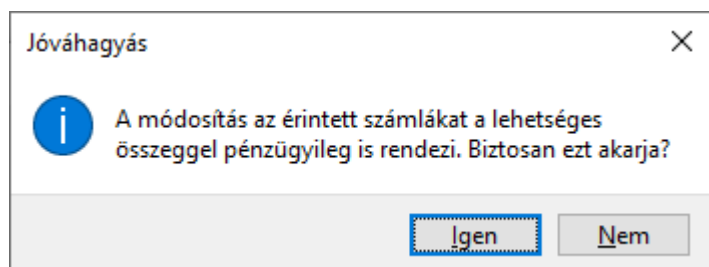 Jóváhagyás
A módosítás az érintett számlákat a lehetséges
összeggel pénzügyileg is rendezi. Biztosan ezt akarja?
Igen
Nem